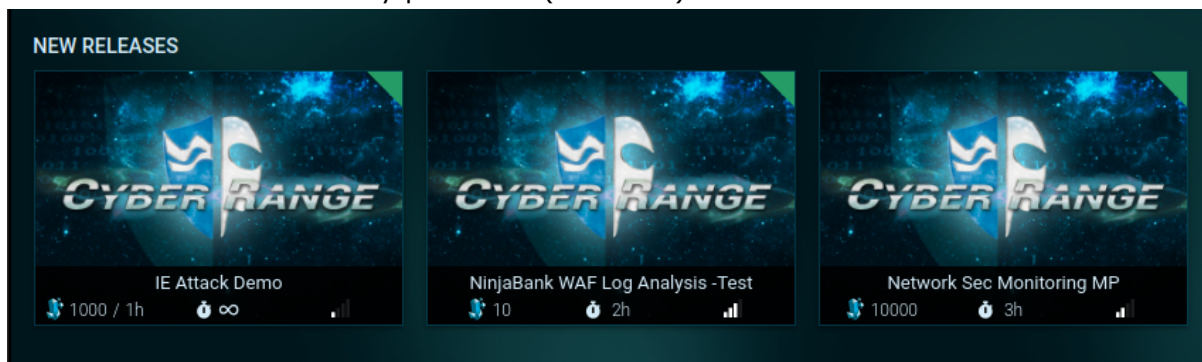 NEW RELEASES
CYBER RANGE
CYBER RANGE
CYBER RANGE
IE Attack Demo
NinjaBank WAF Log Analysis -Test
Network Sec Monitoring MP
1000 / 1h ∞
10 2h
10000 3h